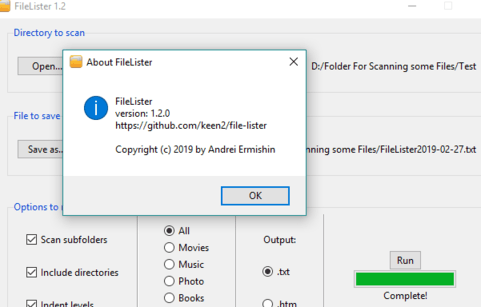 FileLister 1.2
Directory to scan
Open...
D:/Folder For Scanning some Files/Test
About FileLister
FileLister
version: 1.2.0
https://github.com/keen2/file-lister
Copyright (c) 2019 by Andrei Ermishin
OK
File to save
Save as..
nning some Files/FileLister2019-02-27.txt
Options to
Scan subfolders
Include directories
Indent levels
All
Movies
Music
Photo
Books
Output:
.txt
.htm
Run
Complete!